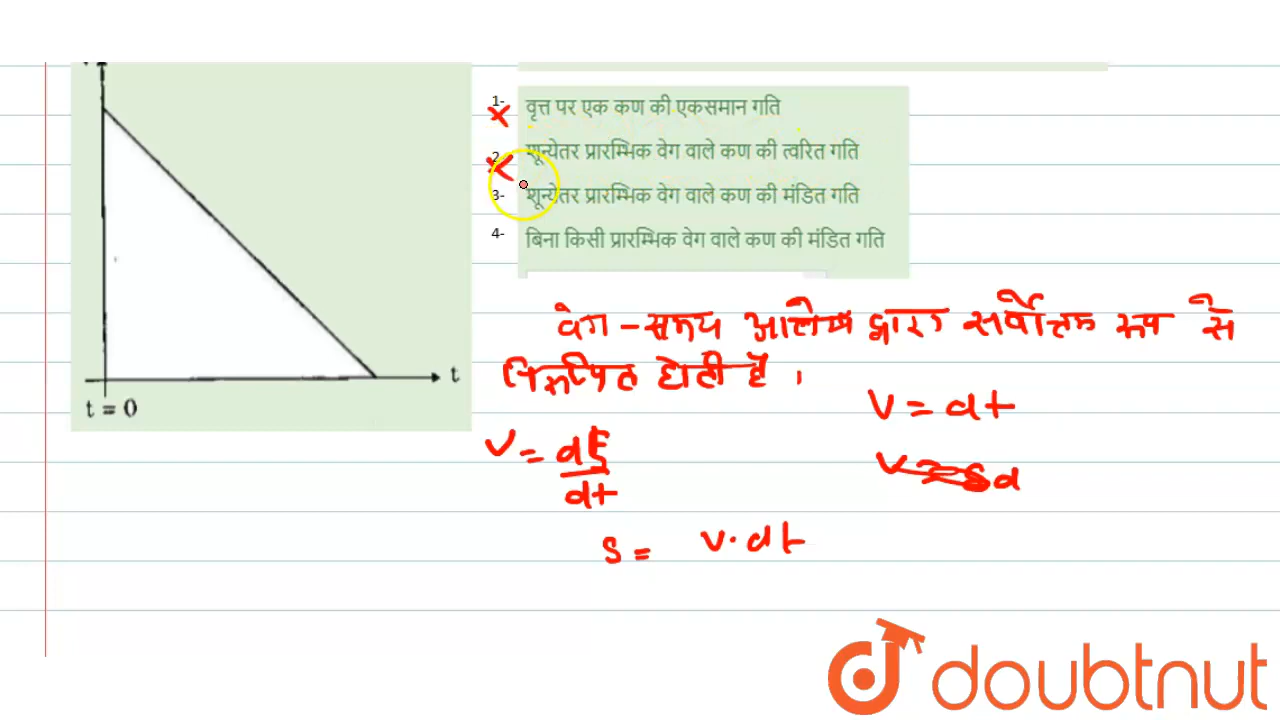 1- वृत्त पर एक कण की एकसमान गति
2- शून्येतर प्रारम्भिक वेग वाले कण की त्वरित गति
3- शून्येतर प्रारम्भिक वेग वाले कण की मंडित गति
4- बिना किसी प्रारम्भिक वेग वाले कण की मंडित गति
t
t = 0
वेग - समय आलेख द्वारा सर्वोत्तम रूप से
निरूपित होती है ।
v = at
v =
dt
s = v. dt
doubtnut